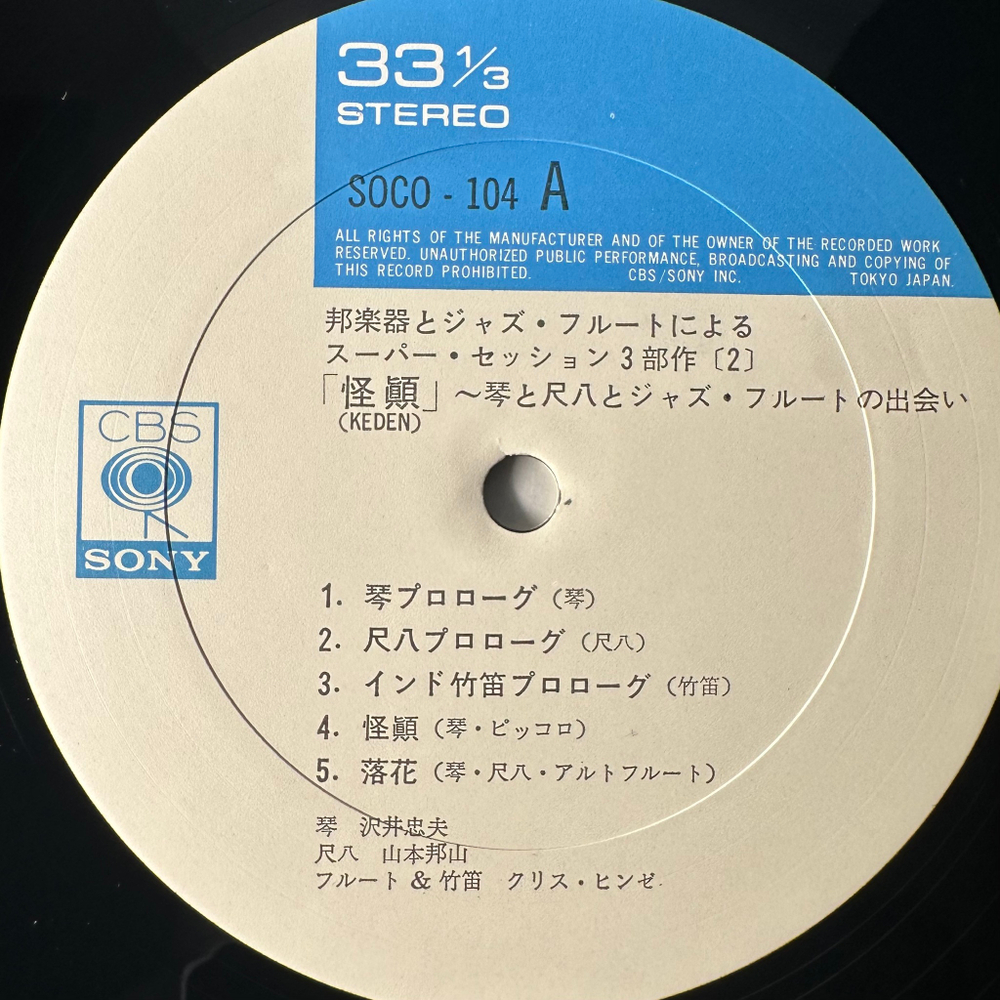 33 1/3
STEREO
SOCO - 104 A
ALL RIGHTS OF THE MANUFACTURER AND OF THE OWNER OF THE RECORDED WORK
RESERVED. UNAUTHORIZED PUBLIC PERFORMANCE, BROADCASTING AND COPYING OF
THIS RECORD PROHIBITED. CBS/SONY INC. TOKYO JAPAN.
邦楽器とジャズ・フルートによる
スーパー・セッション3部作〔2〕
「怪顚」〜琴と尺八とジャズ・フルートの出会い
(KEDEN)
CBS
SONY
1. 琴プロローグ（琴）
2. 尺八プロローグ（尺八）
3. インド竹笛プロローグ（竹笛）
4. 怪顚（琴・ピッコロ）
5. 落花（琴・尺八・アルトフルート）
琴 沢井忠夫
尺八 山本邦山
フルート & 竹笛 クリス・ヒンゼ